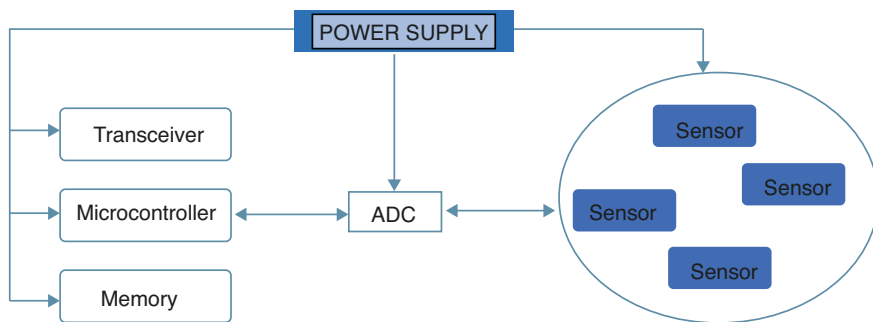 POWER SUPPLY
Transceiver
Sensor
Sensor
Microcontroller
ADC
Sensor
Sensor
Memory